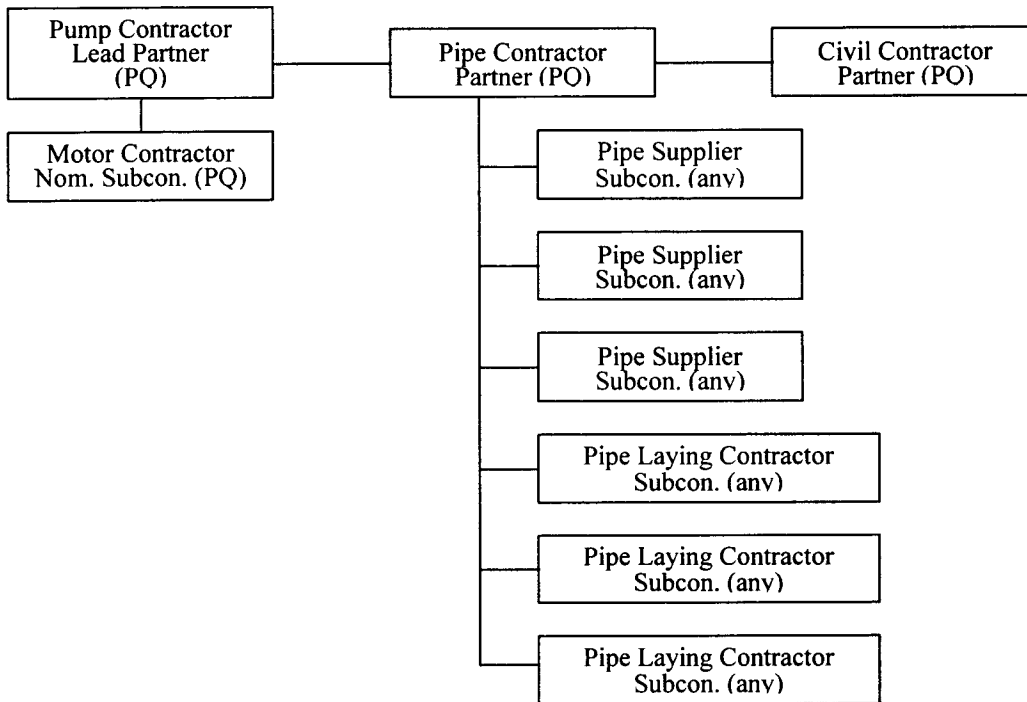 Pump Contractor
Lead Partner
(PQ)
Pipe Contractor
Partner (PQ)
Civil Contractor
Partner (PQ)
Motor Contractor
Nom. Subcon. (PQ)
Pipe Supplier
Subcon. (any)
Pipe Supplier
Subcon. (any)
Pipe Supplier
Subcon. (any)
Pipe Laying Contractor
Subcon. (any)
Pipe Laying Contractor
Subcon. (any)
Pipe Laying Contractor
Subcon. (any)